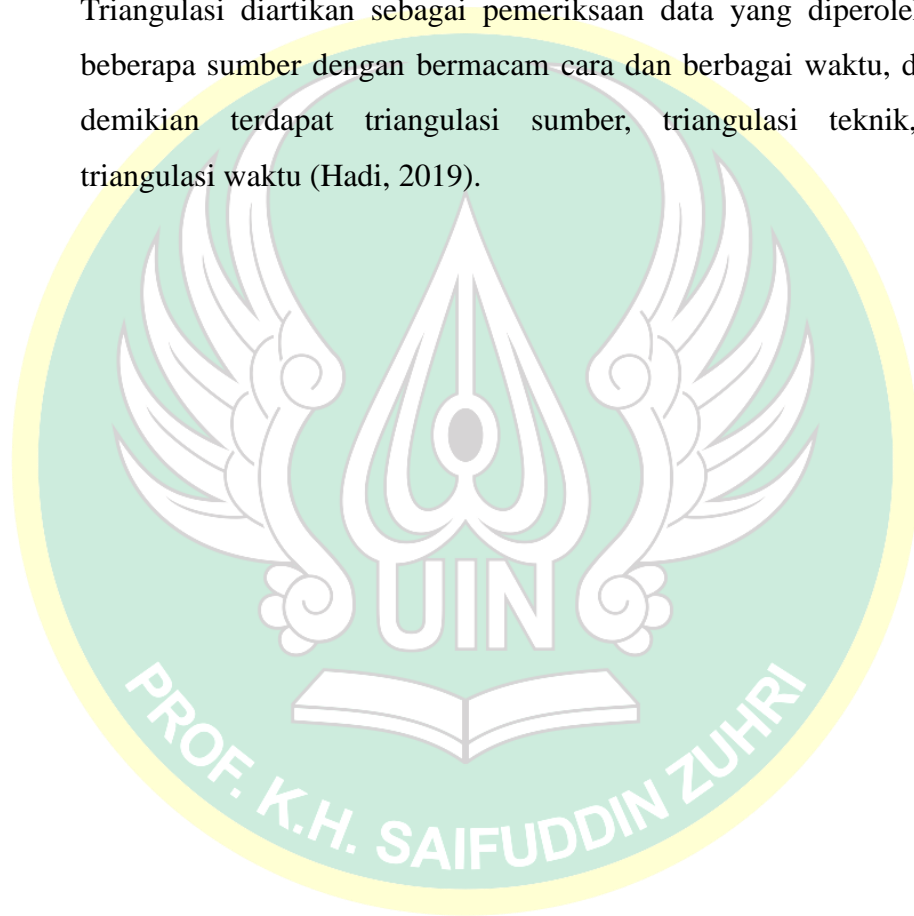 Triangulasi diartikan sebagai pemeriksaan data yang diperoleh
beberapa sumber dengan bermacam cara dan berbagai waktu,
demikian terdapat triangulasi sumber, triangulasi teknik,
triangulasi waktu (Hadi, 2019).
UIN
PROF. K.H. SAIFUDDIN ZUHRI